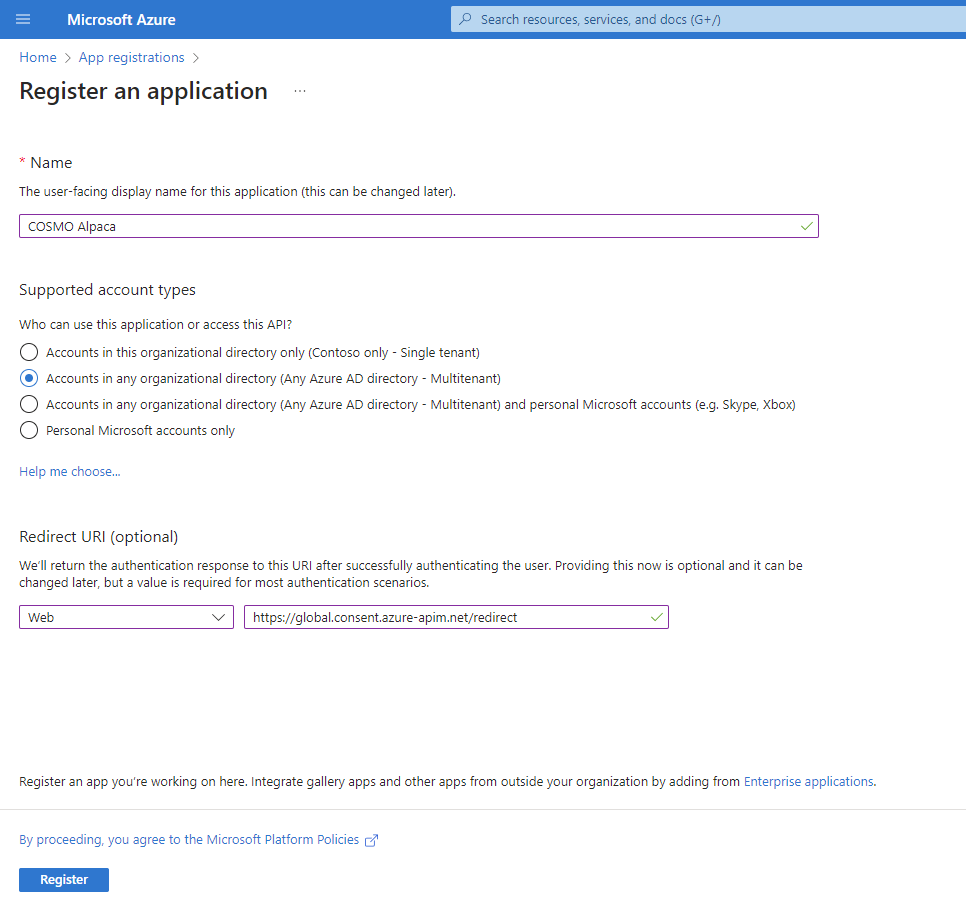 Microsoft Azure
Search resources, services, and docs (G+/)
Home > App registrations >
Register an application ...
* Name
The user-facing display name for this application (this can be changed later).
COSMO Alpaca
Supported account types
Who can use this application or access this API?
Accounts in this organizational directory only (Contoso only - Single tenant)
Accounts in any organizational directory (Any Azure AD directory - Multitenant)
Accounts in any organizational directory (Any Azure AD directory - Multitenant) and personal Microsoft accounts (e.g. Skype, Xbox)
Personal Microsoft accounts only
Help me choose...
Redirect URI (optional)
We'll return the authentication response to this URI after successfully authenticating the user. Providing this now is optional and it can be
changed later, but a value is required for most authentication scenarios.
Web
https://global.consent.azure-apim.net/redirect
Register an app you're working on here. Integrate gallery apps and other apps from outside your organization by adding from Enterprise applications.
By proceeding, you agree to the Microsoft Platform Policies
Register